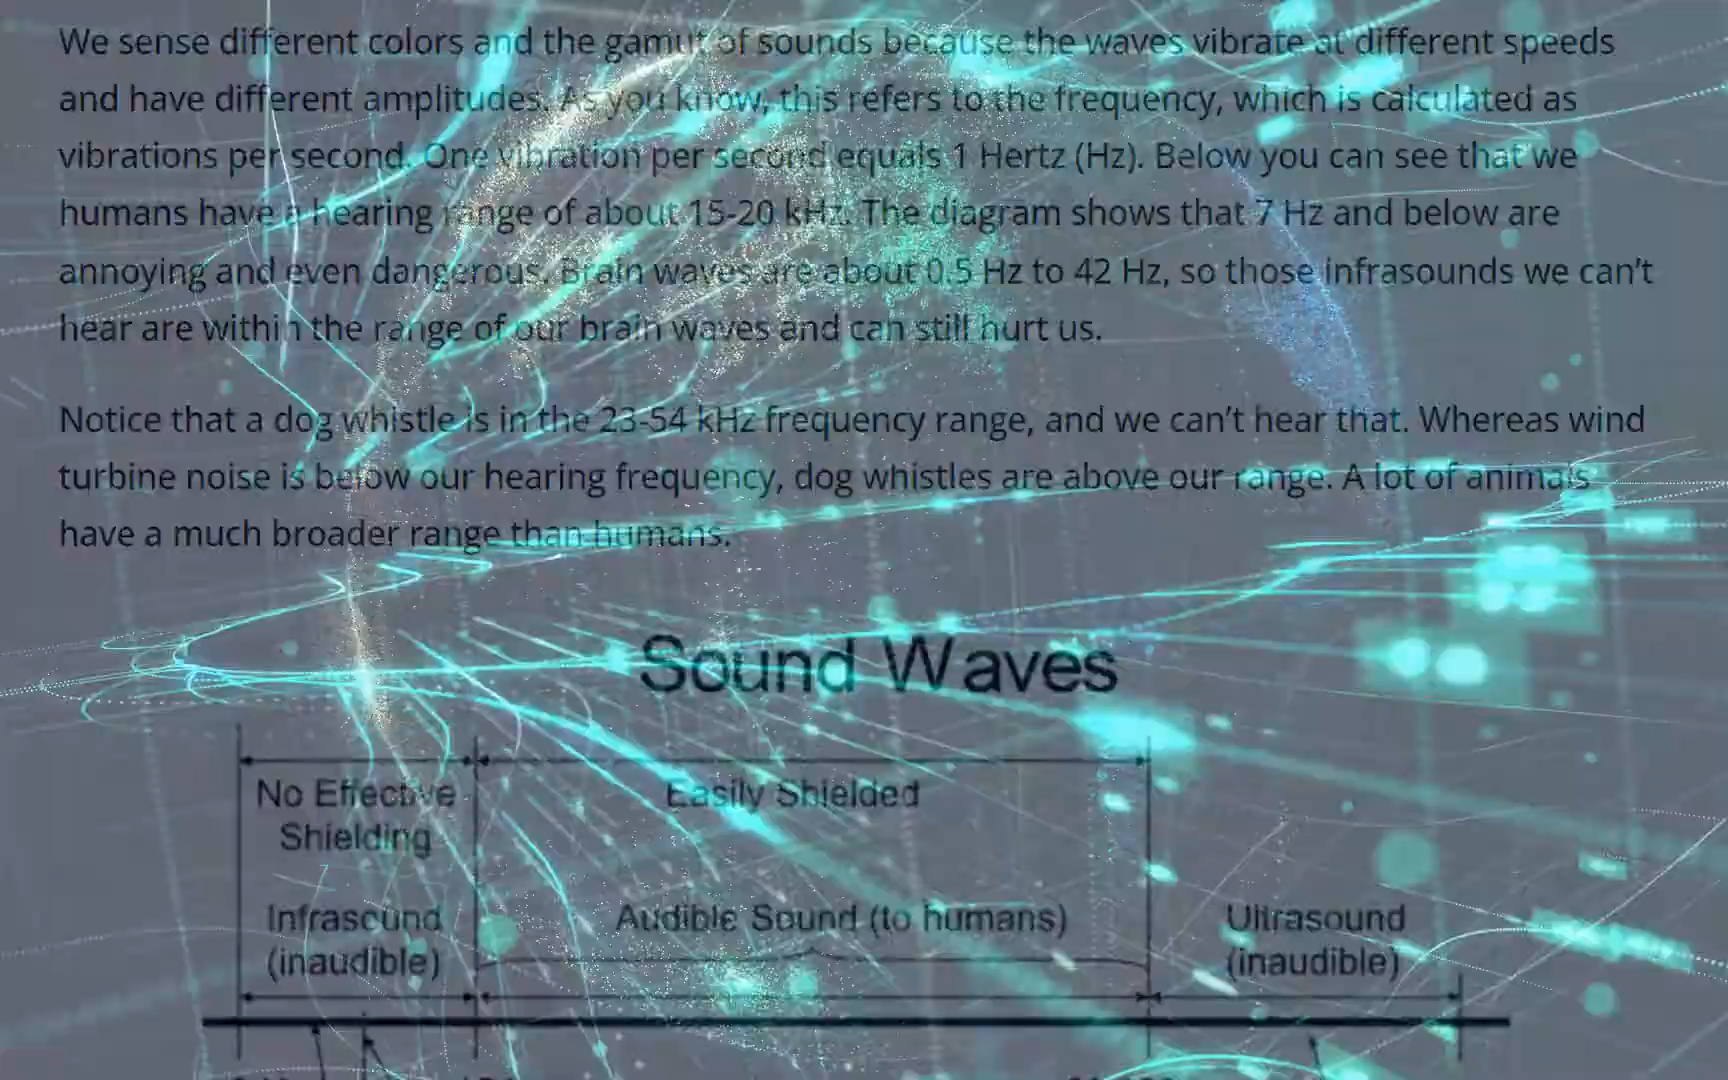 We sense different colors and the gamut of sounds because the waves vibrate at different speeds
and have different amplitudes. As you know, this refers to the frequency, which is calculated as
vibrations per second. One vibration per second equals 1 Hertz (Hz). Below you can see that we
humans have a hearing range of about 15-20 kHz. The diagram shows that 7 Hz and below are
annoying and even dangerous. Brain waves are about 0.5 Hz to 42 Hz, so those infrasounds we can't
hear are within the range of our brain waves and can still hurt us.
Notice that a dog whistle is in the 23-54 kHz frequency range, and we can't hear that. Whereas wind
turbine noise is below our hearing frequency, dog whistles are above our range. A lot of animals
have a much broader range than humans.
Sound Waves
No Effective Easily Shielded
Shielding
Infrasound Audible Sound (to humans) Ultrasound
(inaudible) (inaudible)